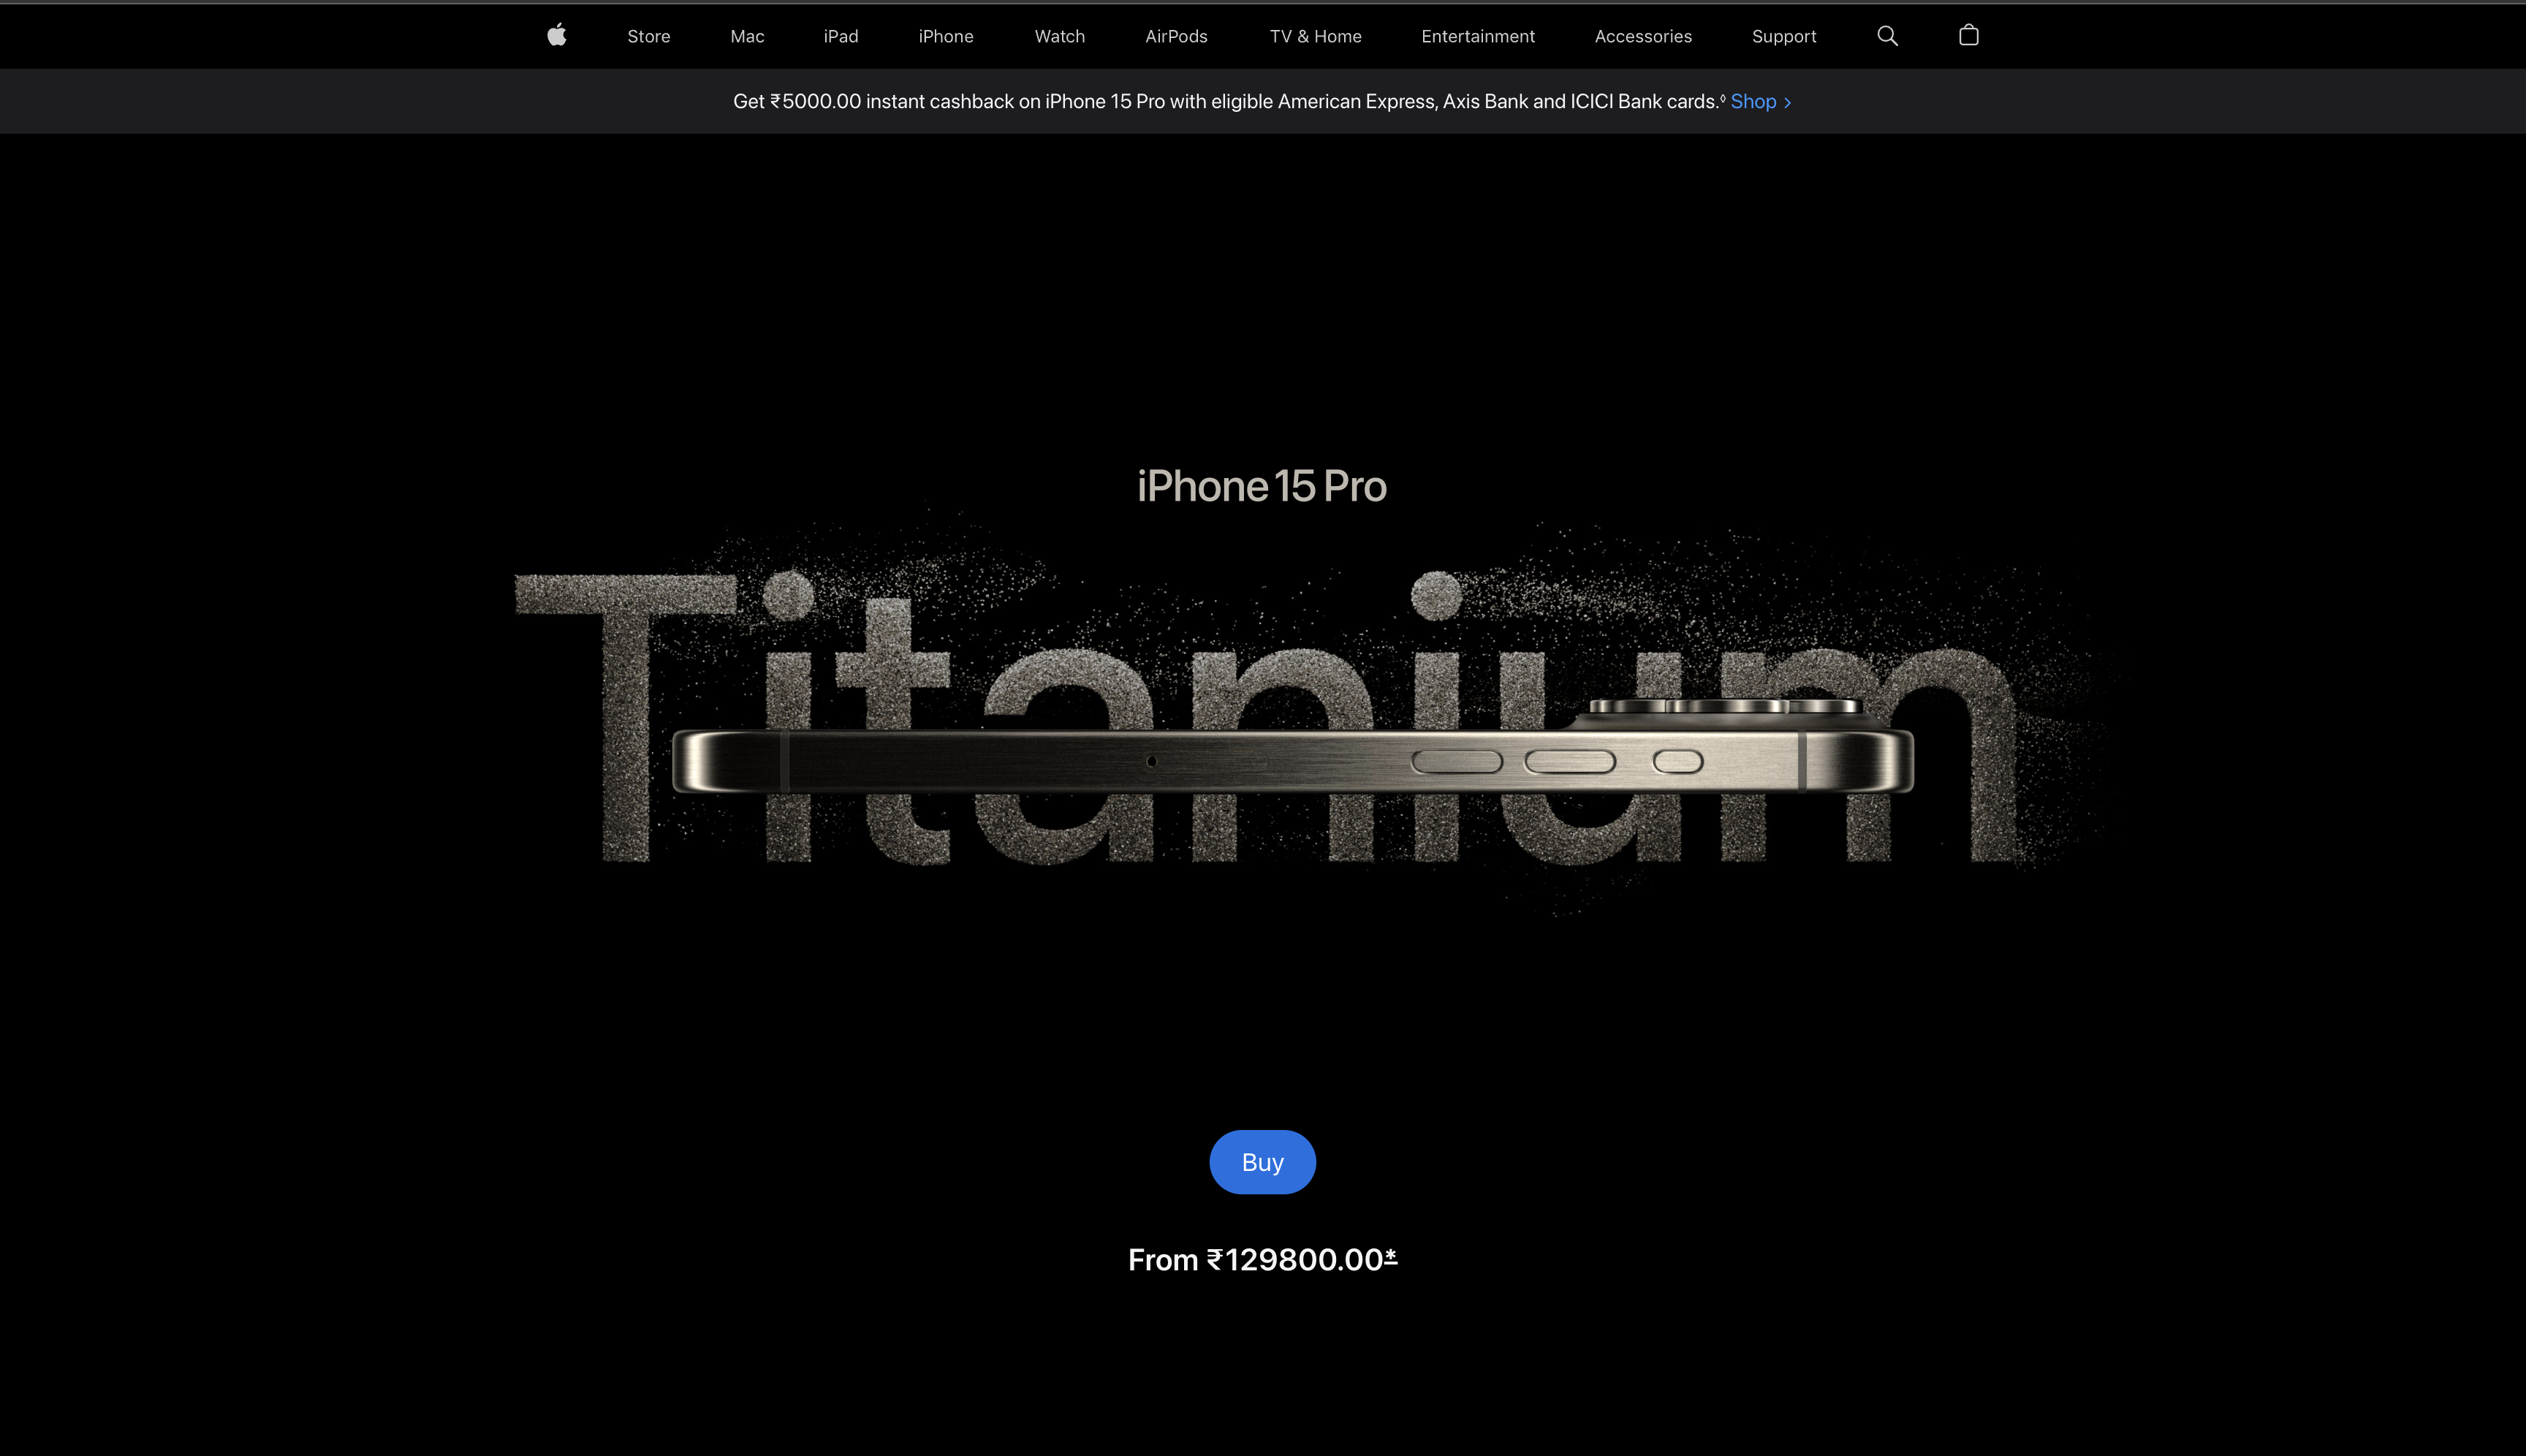 Store Mac iPad iPhone Watch AirPods TV & Home Entertainment Accessories Support
Get ₹5000.00 instant cashback on iPhone 15 Pro with eligible American Express, Axis Bank and ICICI Bank cards.◊ Shop >
iPhone 15 Pro
Titanium
Buy
From ₹129800.00*